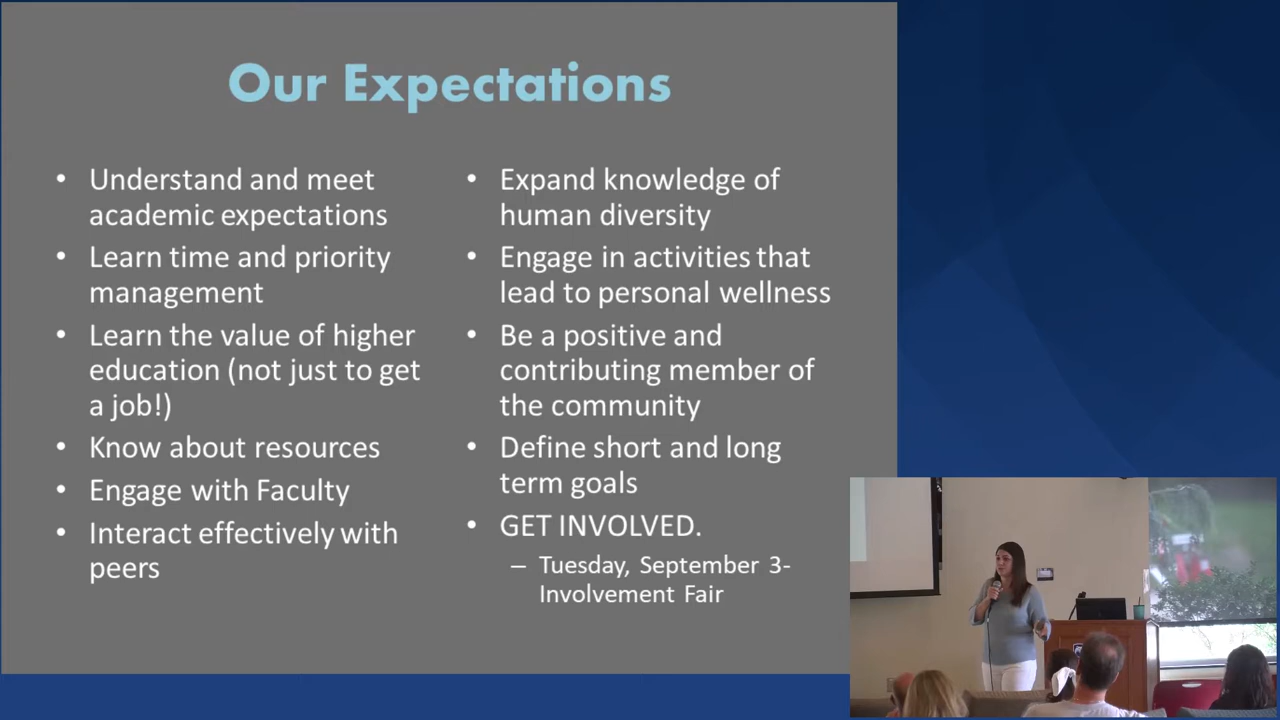 Our Expectations
• Understand and meet
academic expectations
• Learn time and priority
management
• Learn the value of higher
education (not just to get
a job!)
• Know about resources
• Engage with Faculty
• Interact effectively with
peers
• Expand knowledge of
human diversity
• Engage in activities that
lead to personal wellness
• Be a positive and
contributing member of
the community
• Define short and long
term goals
• GET INVOLVED.
– Tuesday, September 3-
Involvement Fair